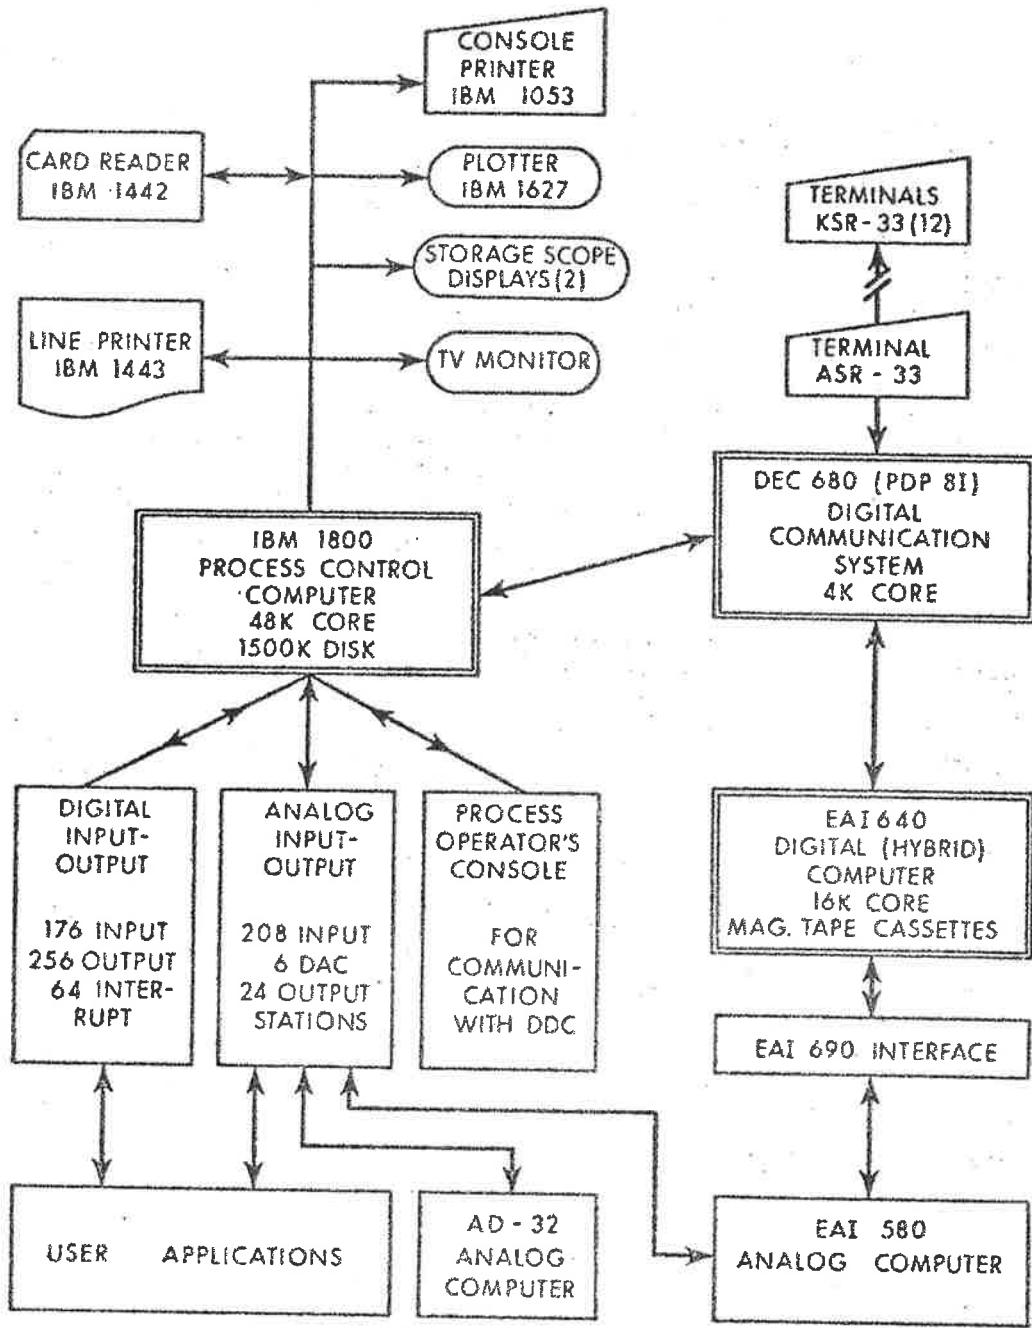 CONSOLE
PRINTER
IBM 1053
CARD READER
IBM 1442
PLOTTER
IBM 1627
TERMINALS
KSR-33(12)
STORAGE SCOPE
DISPLAYS(2)
LINE PRINTER
IBM 1443
TV MONITOR
TERMINAL
ASR-33
DEC 680 (PDP 8I)
DIGITAL
COMMUNICATION
SYSTEM
4K CORE
IBM 1800
PROCESS CONTROL
COMPUTER
48K CORE
1500K DISK
DIGITAL
INPUT-
OUTPUT
176 INPUT
256 OUTPUT
64 INTER-
RUPT
ANALOG
INPUT-
OUTPUT
208 INPUT
6 DAC
24 OUTPUT
STATIONS
PROCESS
OPERATOR'S
CONSOLE
FOR
COMMUNI-
CATION
WITH DDC
EAI 640
DIGITAL (HYBRID)
COMPUTER
16K CORE
MAG. TAPE CASSETTES
EAI 690 INTERFACE
USER APPLICATIONS
AD-32
ANALOG
COMPUTER
EAI 580
ANALOG COMPUTER